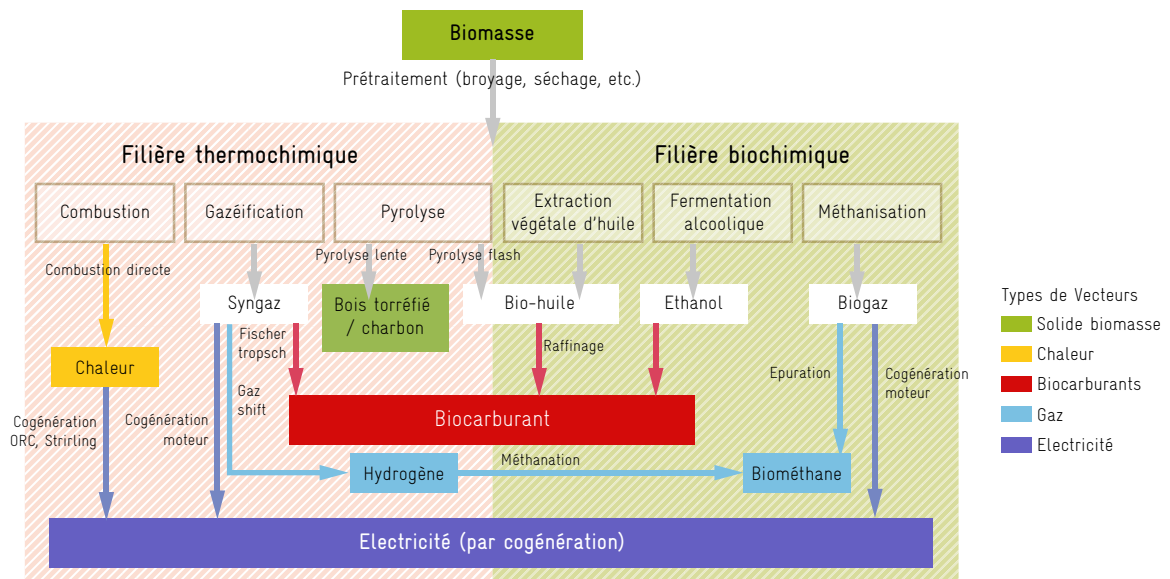 Biomasse
Prétraitement (broyage, séchage, etc.)
Filière thermochimique
Filière biochimique
Combustion
Gazéification
Pyrolyse
Extraction
végétale d'huile
Fermentation
alcoolique
Méthanisation
Combustion directe
Pyrolyse lente
Pyrolyse flash
Syngaz
Bois torréfié
/ charbon
Bio-huile
Ethanol
Biogaz
Fischer
tropsch
Raffinage
Chaleur
Gaz
shift
Epuration
Cogénération
moteur
Cogénération
ORC, Strirling
Cogénération
moteur
Biocarburant
Hydrogène
Méthanation
Biométhane
Electricité (par cogénération)
Types de Vecteurs
Solide biomasse
Chaleur
Biocarburants
Gaz
Electricité